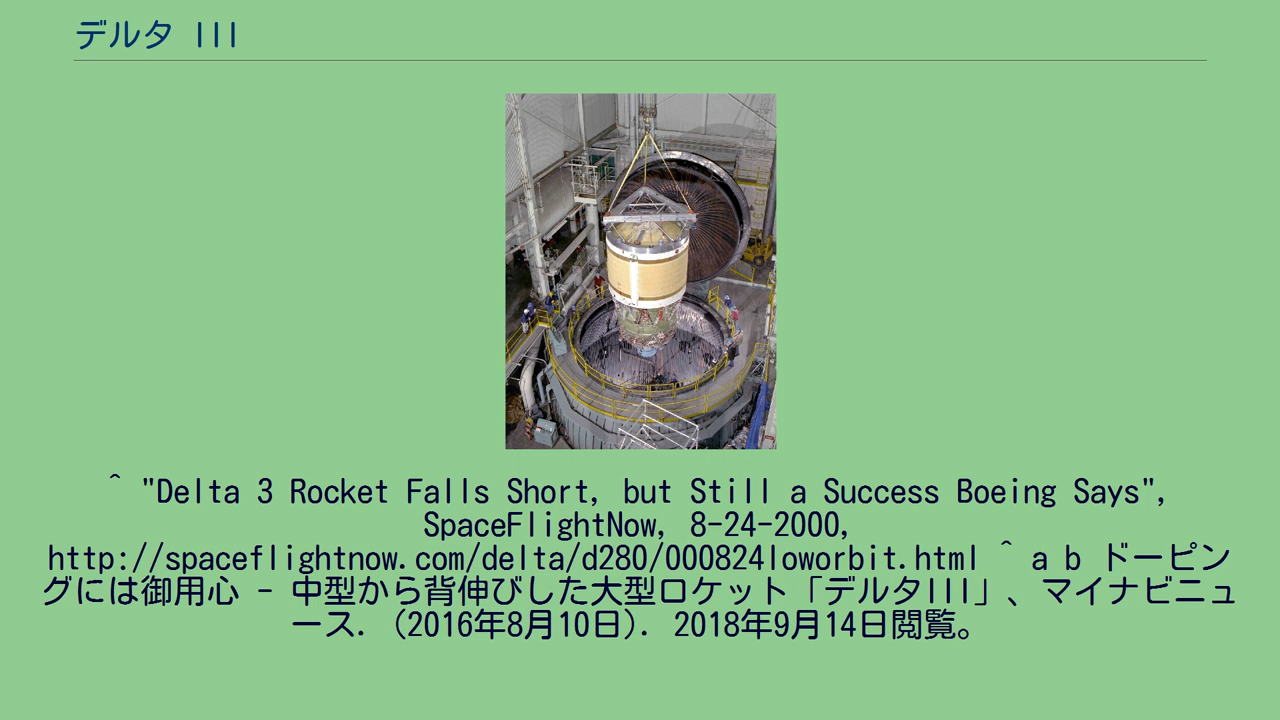 デルタ III
^ "Delta 3 Rocket Falls Short, but Still a Success Boeing Says",
SpaceFlightNow, 8-24-2000,
http://spaceflightnow.com/delta/d280/000824loworbit.html ^ a b ドーピン
グには御用心 - 中型から背伸びした大型ロケット「デルタIII」、マイナビニュ
ース. (2016年8月10日). 2018年9月14日閲覧。